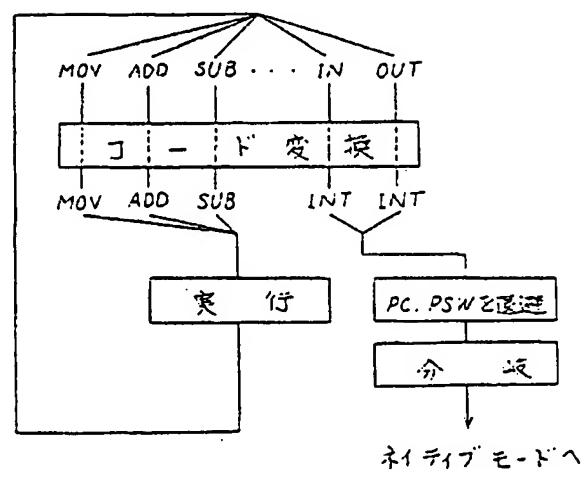 MOV ADD SUB ・・・ IN OUT
コード変換
MOV ADD SUB INT INT
実行
PC, PSWを退避
分岐
ネイティブモードへ